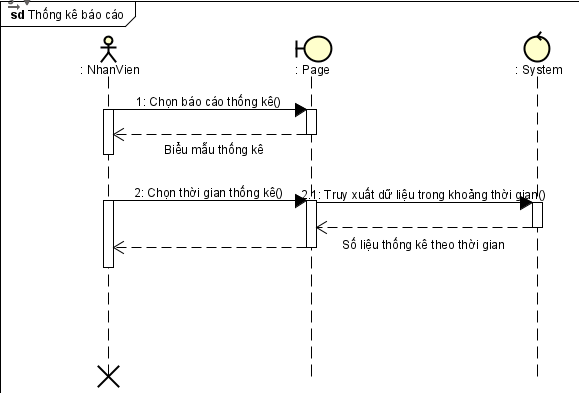 sd Thống kê báo cáo
: NhanVien
: Page
: System
1: Chọn báo cáo thống kê()
Biểu mẫu thống kê
2: Chọn thời gian thống kê()
2.1: Truy xuất dữ liệu trong khoảng thời gian()
Số liệu thống kê theo thời gian